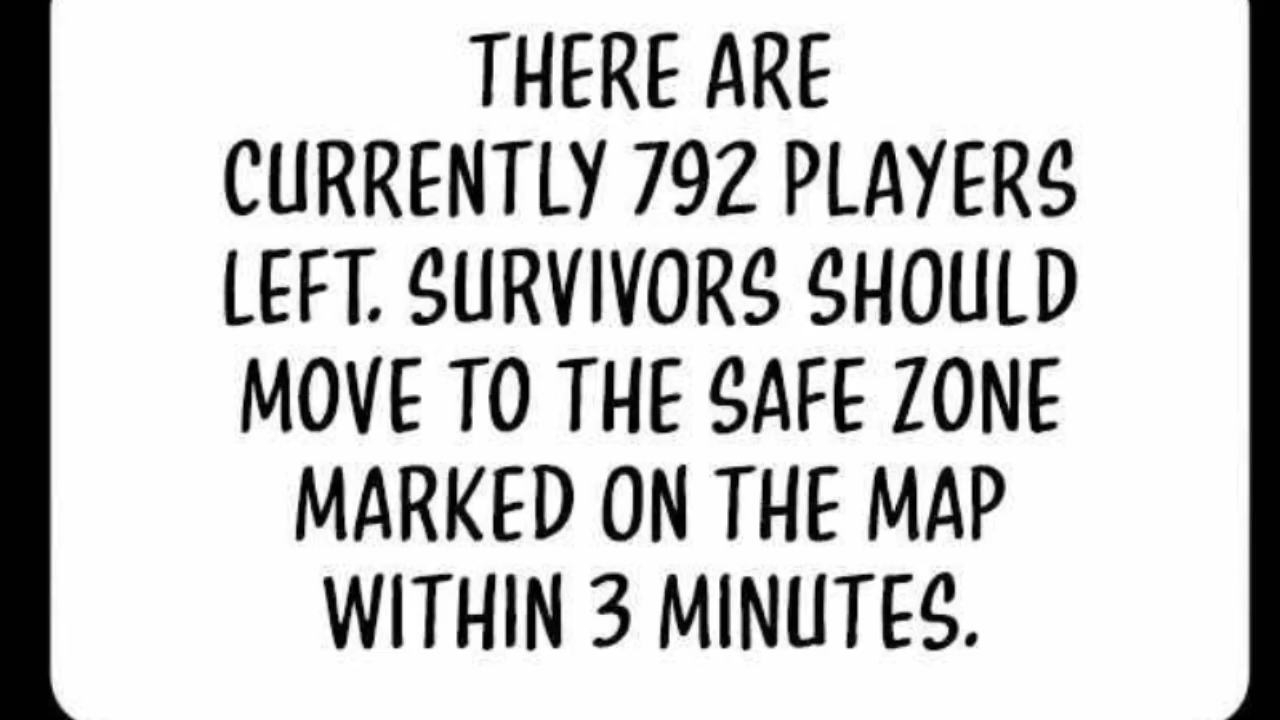 THERE ARE
CURRENTLY 792 PLAYERS
LEFT. SURVIVORS SHOULD
MOVE TO THE SAFE ZONE
MARKED ON THE MAP
WITHIN 3 MINUTES.